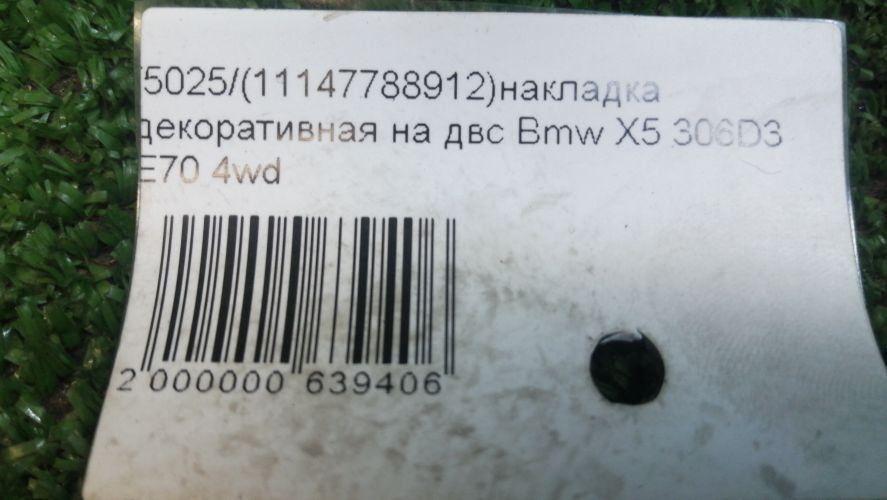 5025/(11147788912)накладка
декоративная на двс Bmw X5 306D3
E70 4wd
2 000000 639406